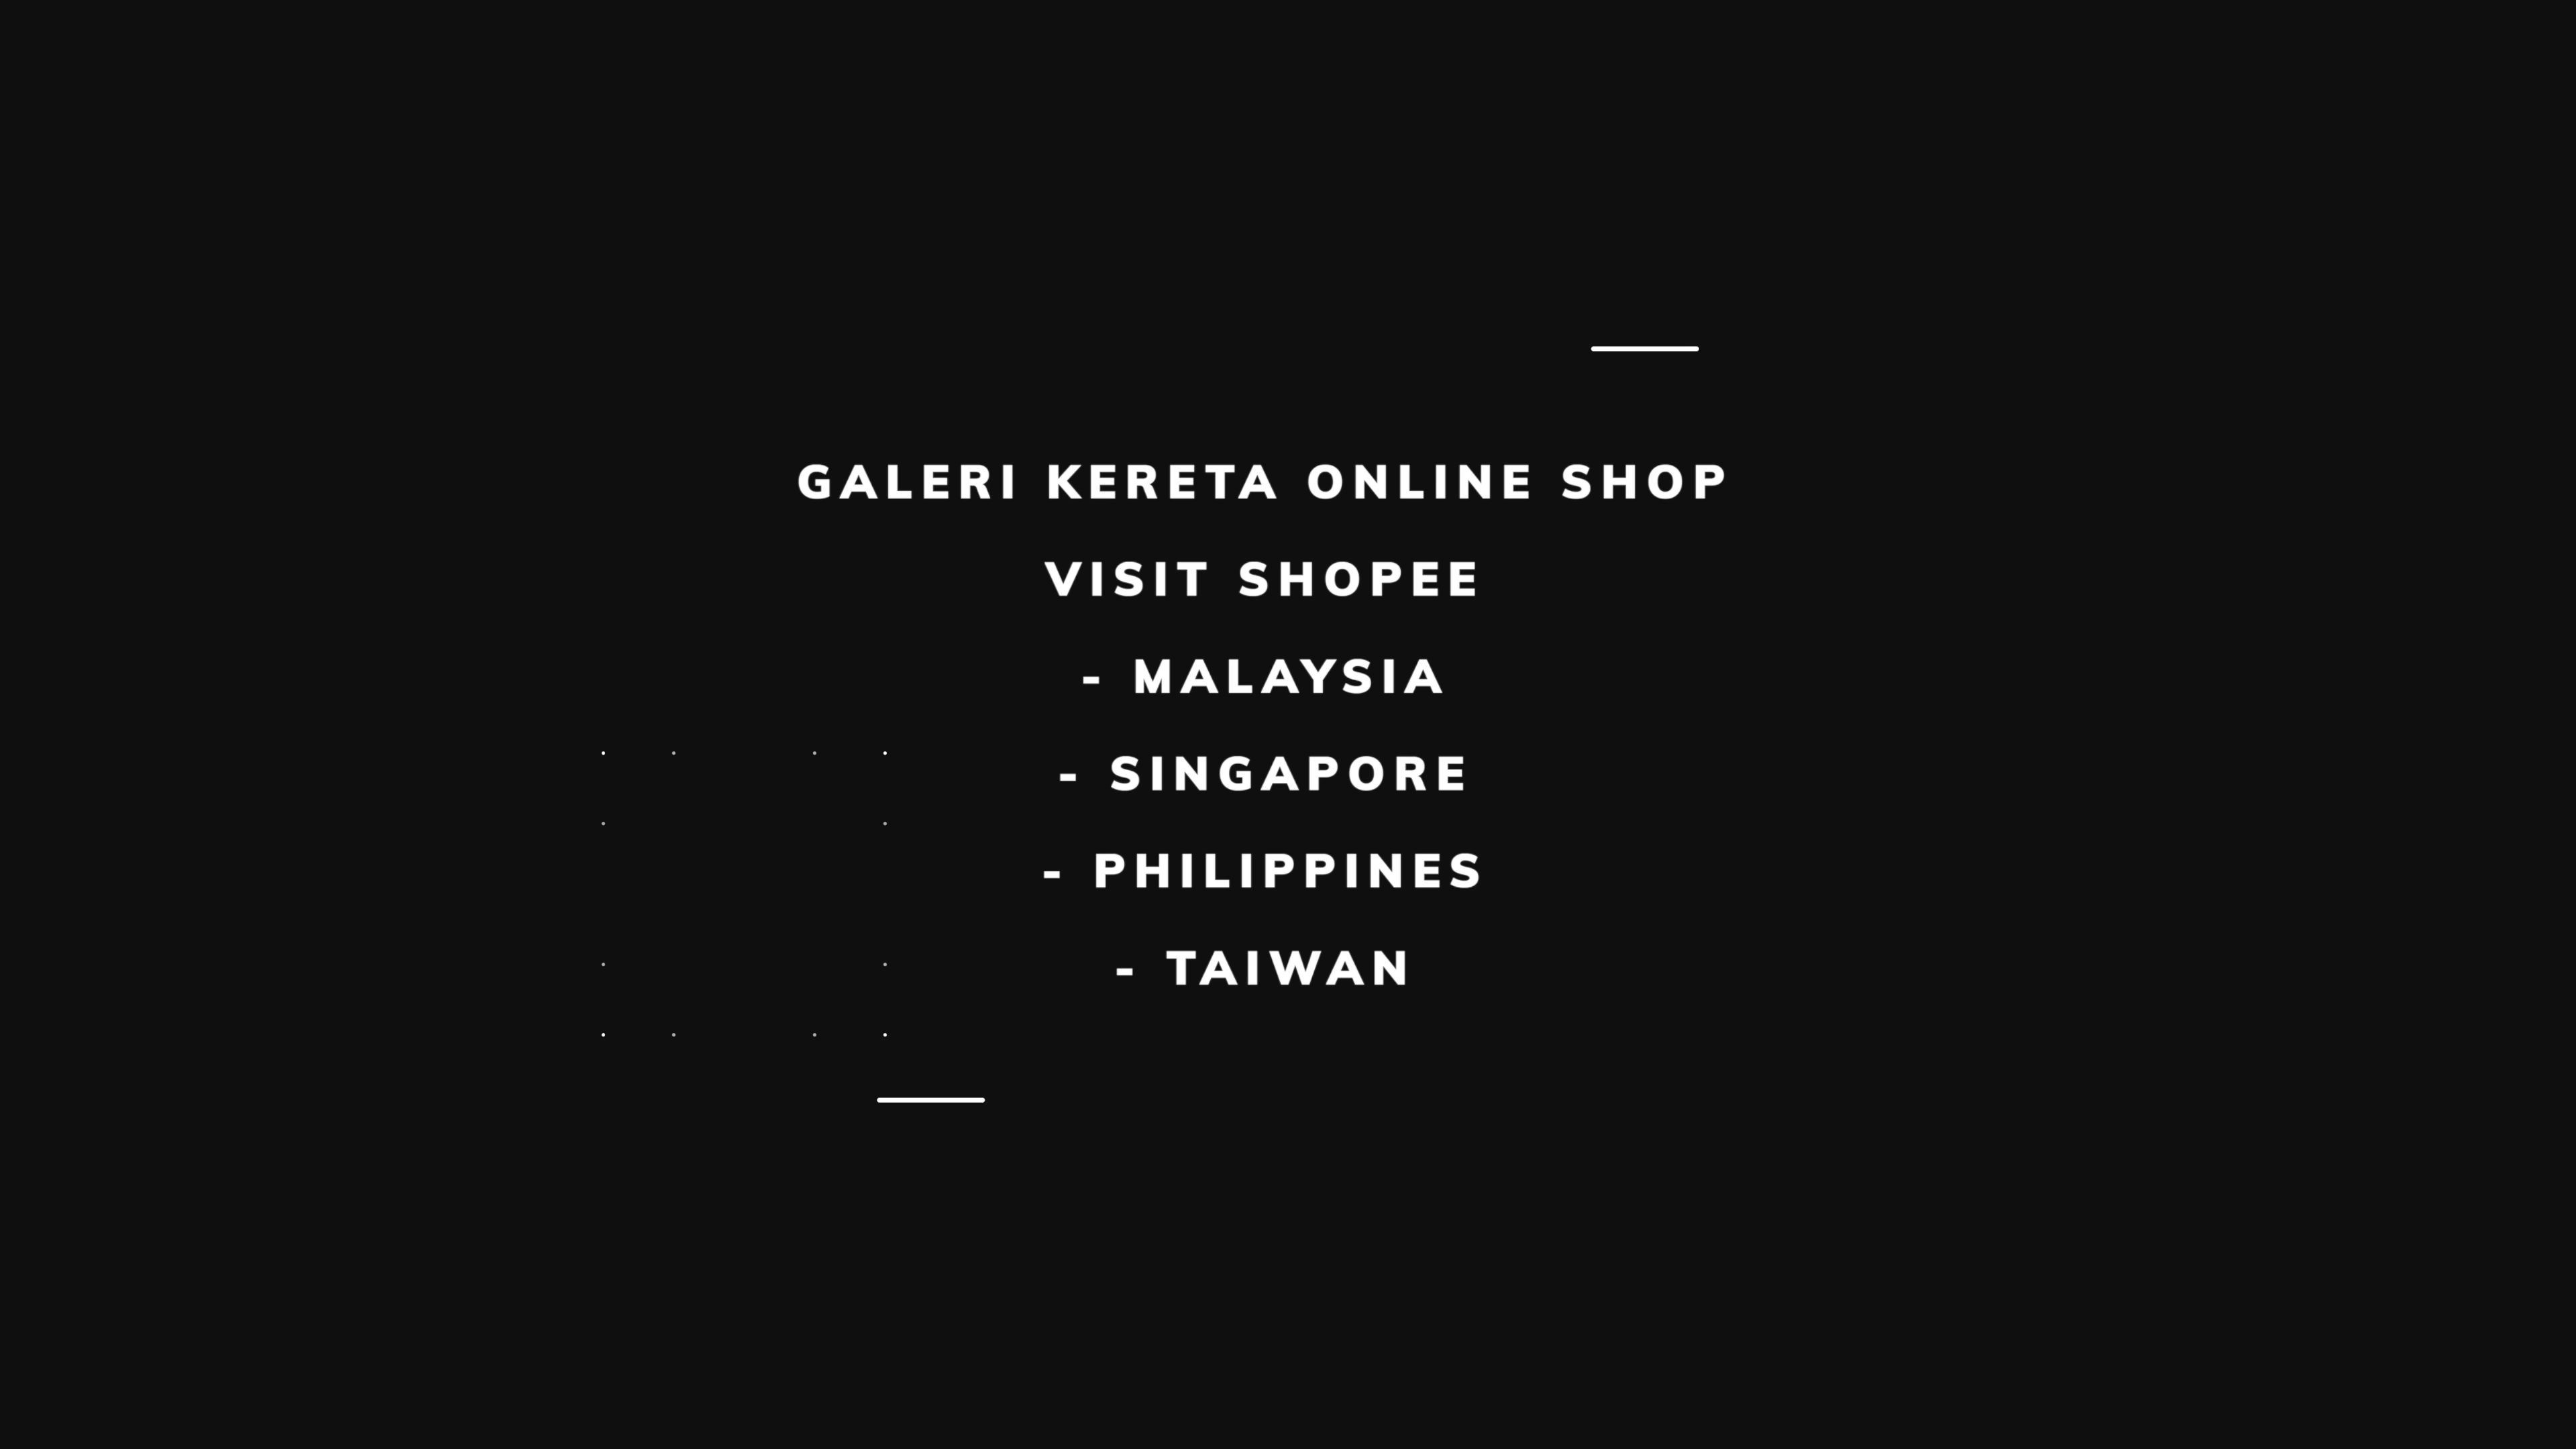 GALERI KERETA ONLINE SHOP
VISIT SHOPEE
- MALAYSIA
- SINGAPORE
- PHILIPPINES
- TAIWAN